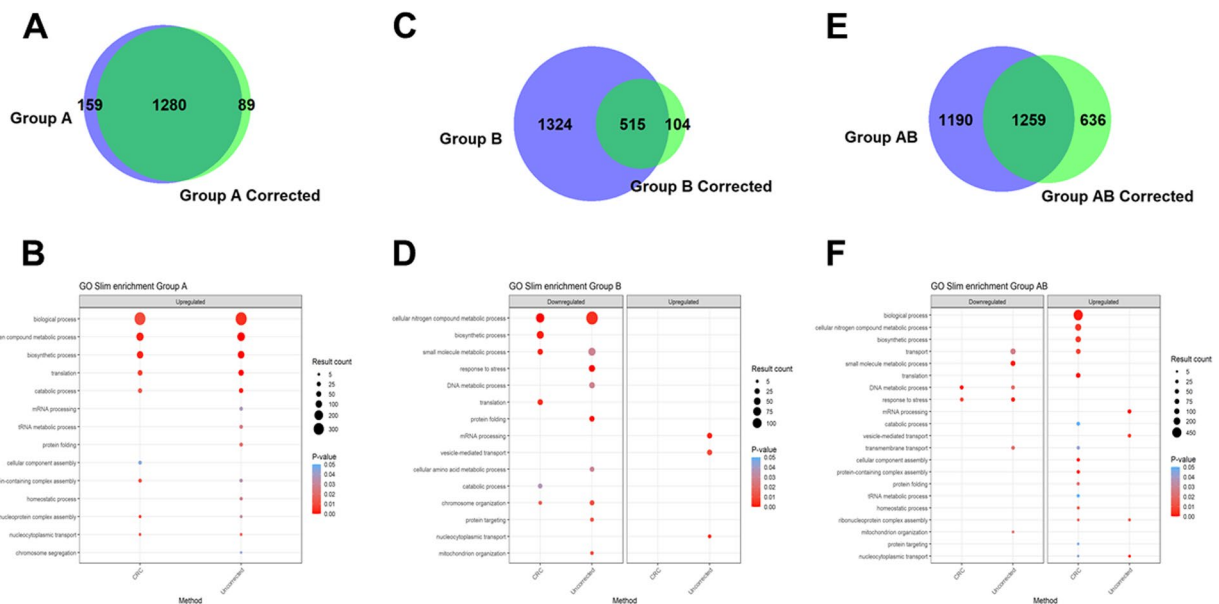 A
159
1280
89
Group A
Group A Corrected
C
1324
515
104
Group B
Group B Corrected
E
1190
1259
636
Group AB
Group AB Corrected
B
GO Slim enrichment Group A
Upregulated
biological process
en compound metabolic process
biosynthetic process
translation
catabolic process
mRNA processing
tRNA metabolic process
protein folding
cellular component assembly
in-containing complex assembly
homeostatic process
nucleoprotein complex assembly
nucleocytoplasmic transport
chromosome segregation
CRC
Uncorrected
Method
Result count
5
25
50
100
200
300
P-value
0.05
0.04
0.03
0.02
0.01
0.00
D
GO Slim enrichment Group B
Downregulated
Upregulated
cellular nitrogen compound metabolic process
biosynthetic process
small molecule metabolic process
response to stress
DNA metabolic process
translation
protein folding
mRNA processing
vesicle-mediated transport
cellular amino acid metabolic process
catabolic process
chromosome organization
protein targeting
nucleocytoplasmic transport
mitochondrion organization
CRC
Uncorrected
CRC
Uncorrected
Method
Result count
5
25
50
75
100
P-value
0.05
0.04
0.03
0.02
0.01
0.00
F
GO Slim enrichment Group AB
Downregulated
Upregulated
biological process
cellular nitrogen compound metabolic process
biosynthetic process
transport
small molecule metabolic process
translation
DNA metabolic process
response to stress
mRNA processing
catabolic process
vesicle-mediated transport
transmembrane transport
cellular component assembly
protein-containing complex assembly
protein folding
tRNA metabolic process
homeostatic process
ribonucleoprotein complex assembly
mitochondrion organization
protein targeting
nucleocytoplasmic transport
CRC
Uncorrected
CRC
Uncorrected
Method
Result count
5
25
50
75
100
200
450
P-value
0.05
0.04
0.03
0.02
0.01
0.00